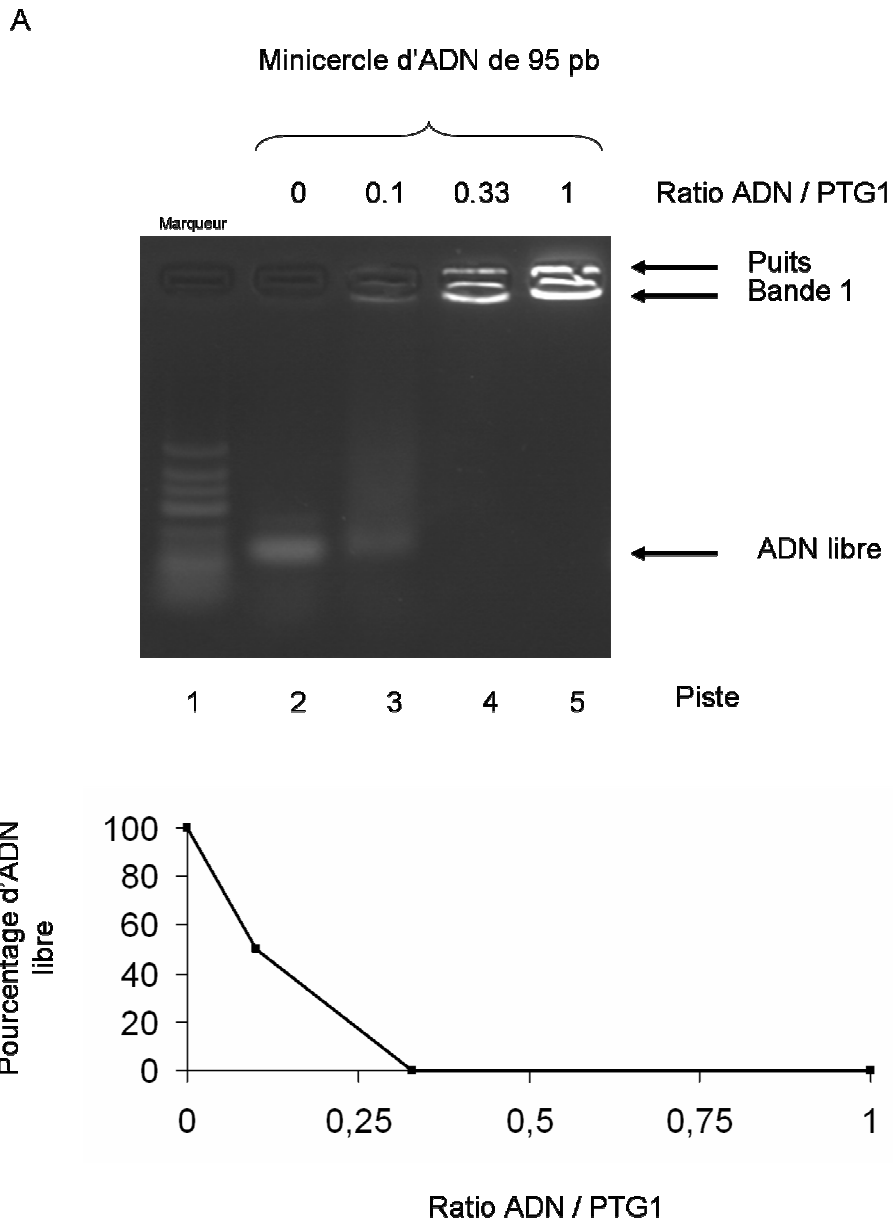 A
Minicercle d'ADN de 95 pb
0 0.1 0.33 1 Ratio ADN / PTG1
Marqueur
Puits
Bande 1
ADN libre
1 2 3 4 5 Piste
Pourcentage d'ADN
libre
100
80
60
40
20
0
0 0,25 0,5 0,75 1
Ratio ADN / PTG1